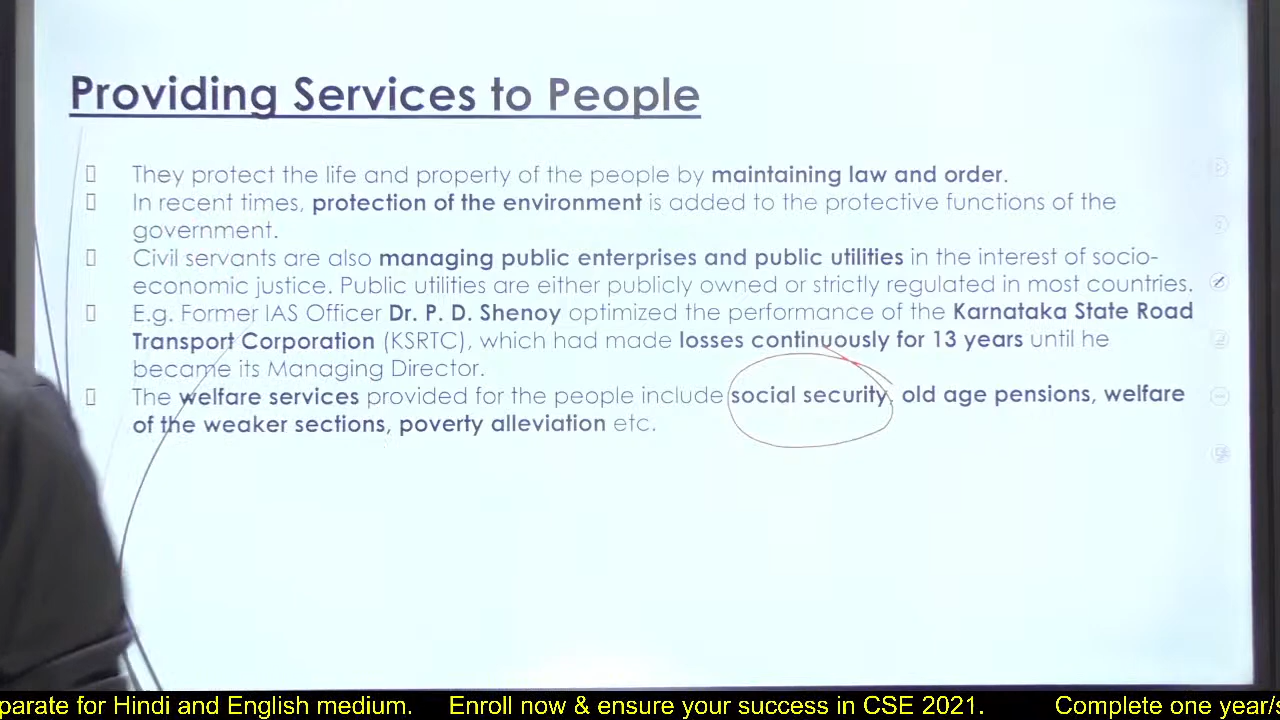 Providing Services to People
They protect the life and property of the people by maintaining law and order.
In recent times, protection of the environment is added to the protective functions of the
government.
Civil servants are also managing public enterprises and public utilities in the interest of socio-
economic justice. Public utilities are either publicly owned or strictly regulated in most countries.
E.g. Former IAS Officer Dr. P. D. Shenoy optimized the performance of the Karnataka State Road
Transport Corporation (KSRTC), which had made losses continuously for 13 years until he
became its Managing Director.
The welfare services provided for the people include social security, old age pensions, welfare
of the weaker sections, poverty alleviation etc.
parate for Hindi and English medium. Enroll now & ensure your success in CSE 2021. Complete one year/s